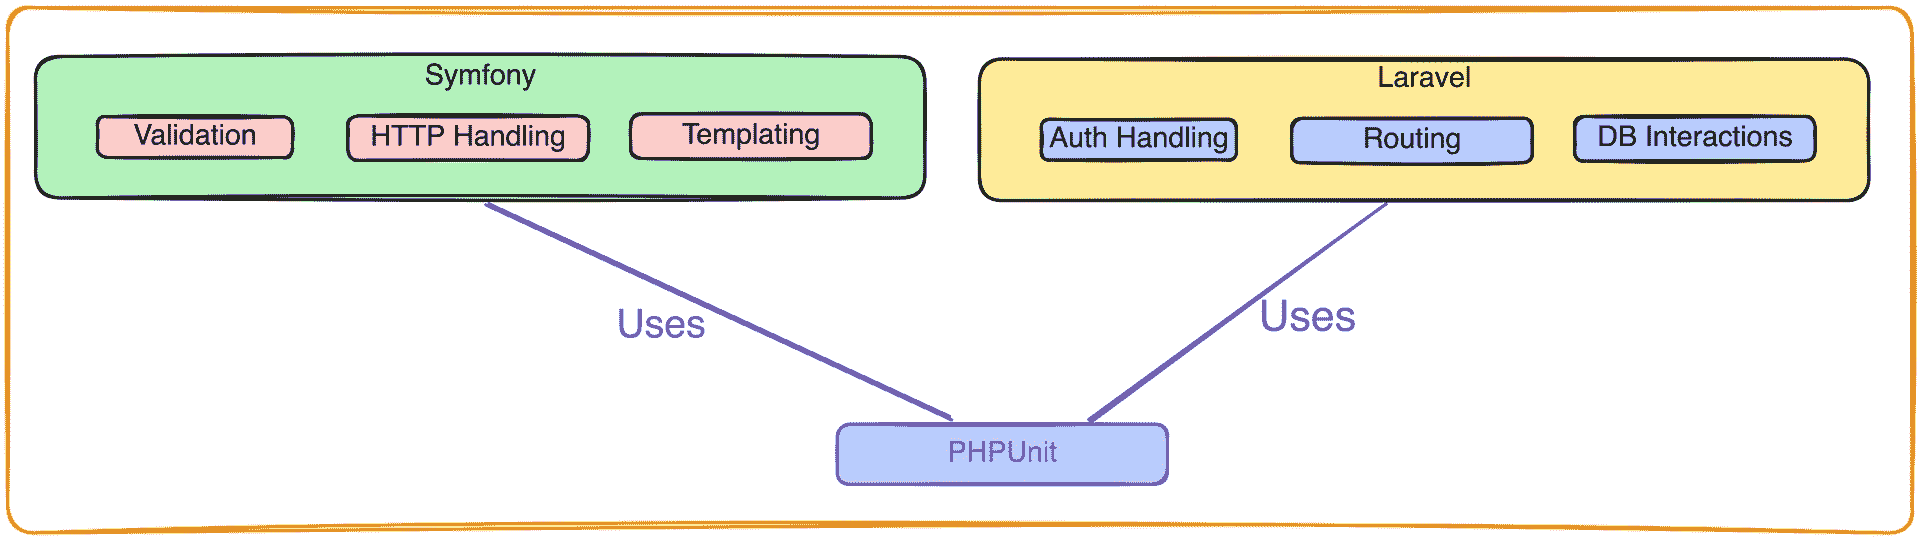 Symfony
Validation
HTTP Handling
Templating
Laravel
Auth Handling
Routing
DB Interactions
Uses
Uses
PHPUnit